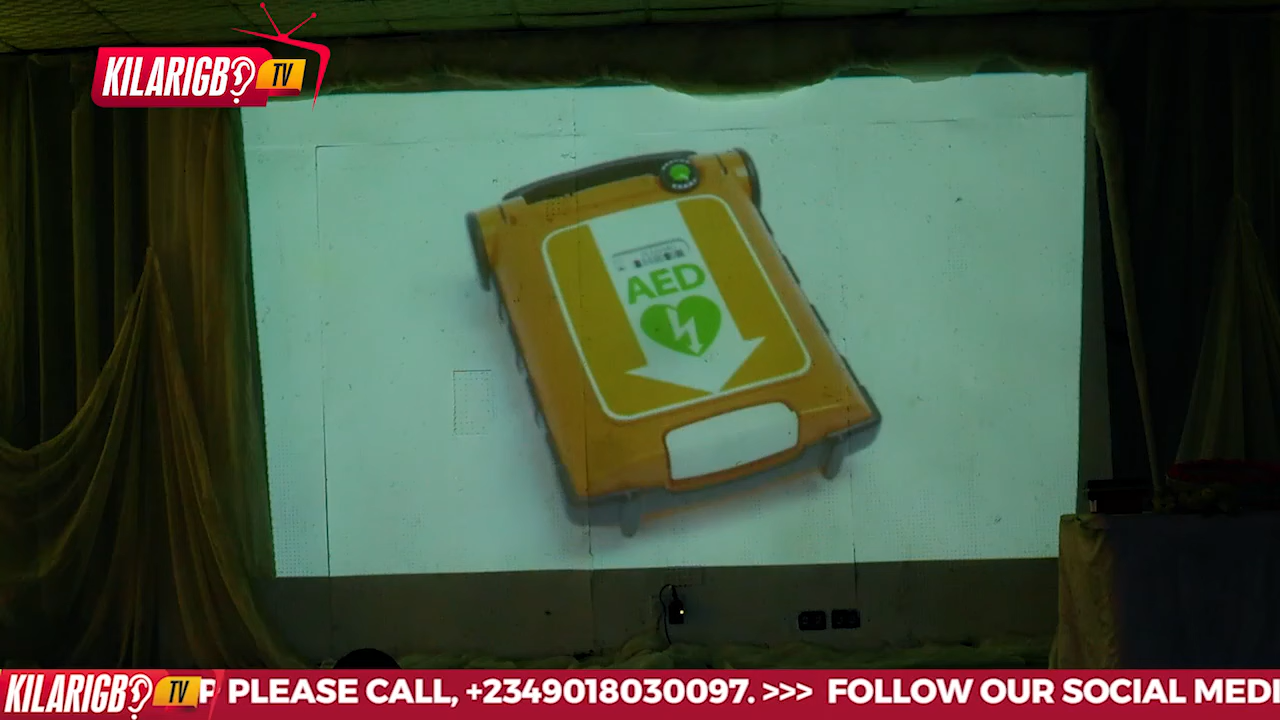 KILARIGBO TV
AED
KILARIGBO TV
P PLEASE CALL, +2349018030097. >>> FOLLOW OUR SOCIAL MEDI